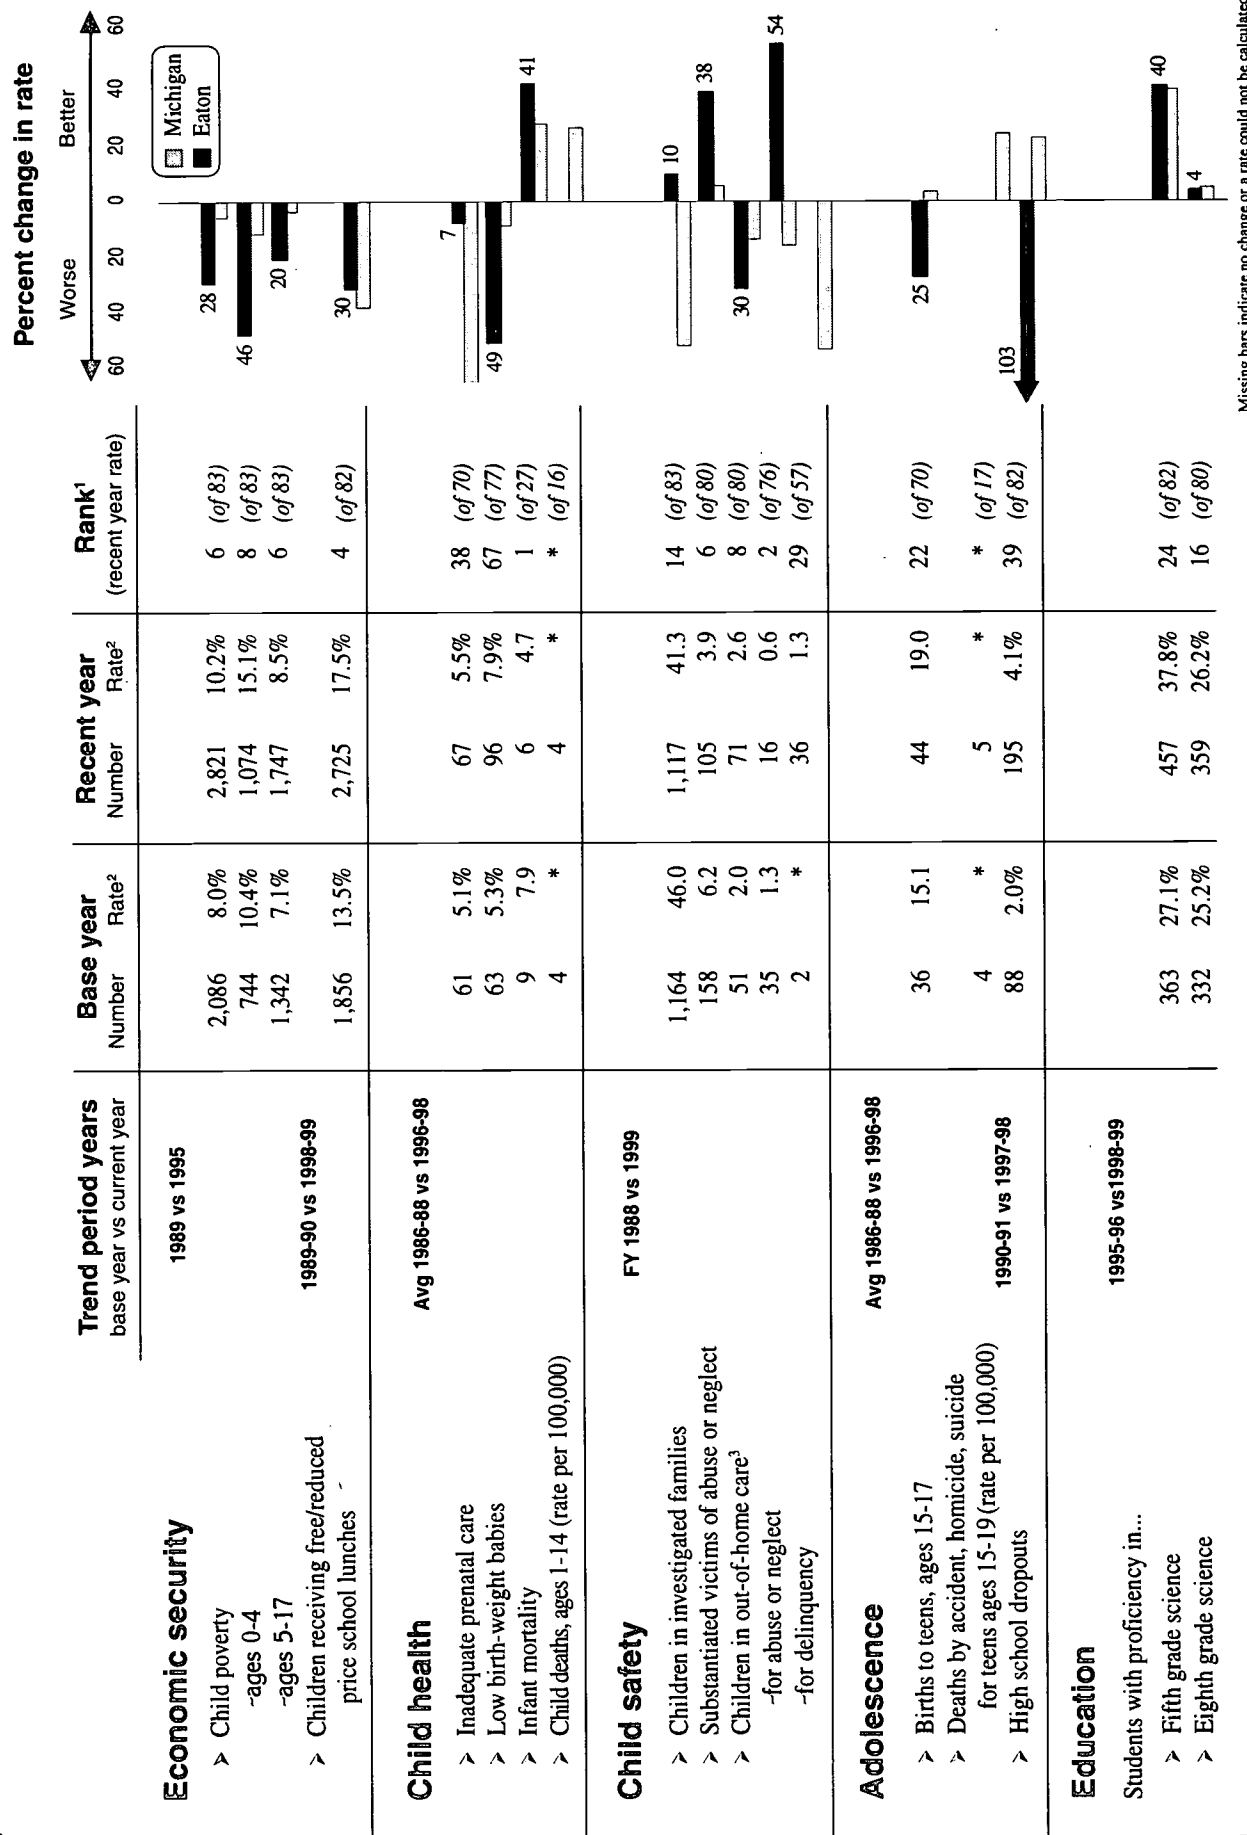 Percent change in rate
Trend period years Base year Recent year Rank¹ Worse Better
base year vs current year Number Rate² Number Rate² (recent year rate) 60 40 20 0 20 40 60
Michigan
Eaton
Economic security 1989 vs 1995
➢ Child poverty 2,086 8.0% 2,821 10.2% 6 (of 83) 28
-ages 0-4 744 10.4% 1,074 15.1% 8 (of 83) 46
-ages 5-17 1,342 7.1% 1,747 8.5% 6 (of 83) 20
➢ Children receiving free/reduced 1989-90 vs 1998-99
price school lunches 1,856 13.5% 2,725 17.5% 4 (of 82) 30
Child health Avg 1986-88 vs 1996-98
➢ Inadequate prenatal care 61 5.1% 67 5.5% 38 (of 70) 7
➢ Low birth-weight babies 63 5.3% 96 7.9% 67 (of 77) 49
➢ Infant mortality 9 7.9 6 4.7 1 (of 27) 41
➢ Child deaths, ages 1-14 (rate per 100,000) 4 * 4 * * (of 16)
Child safety FY 1988 vs 1999
➢ Children in investigated families 1,164 46.0 1,117 41.3 14 (of 83) 10
➢ Substantiated victims of abuse or neglect 158 6.2 105 3.9 6 (of 80) 38
➢ Children in out-of-home care³ 51 2.0 71 2.6 8 (of 80) 30
-for abuse or neglect 35 1.3 16 0.6 2 (of 76) 54
-for delinquency 2 * 36 1.3 29 (of 57)
Adolescence Avg 1986-88 vs 1996-98
➢ Births to teens, ages 15-17 36 15.1 44 19.0 22 (of 70) 25
➢ Deaths by accident, homicide, suicide
for teens ages 15-19 (rate per 100,000) 4 * 5 * * (of 17)
➢ High school dropouts 1990-91 vs 1997-98 88 2.0% 195 4.1% 39 (of 82) 103
Education
Students with proficiency in... 1995-96 vs1998-99
➢ Fifth grade science 363 27.1% 457 37.8% 24 (of 82) 40
➢ Eighth grade science 332 25.2% 359 26.2% 16 (of 80) 4
Missing bars indicate no change or a rate could not be calculated